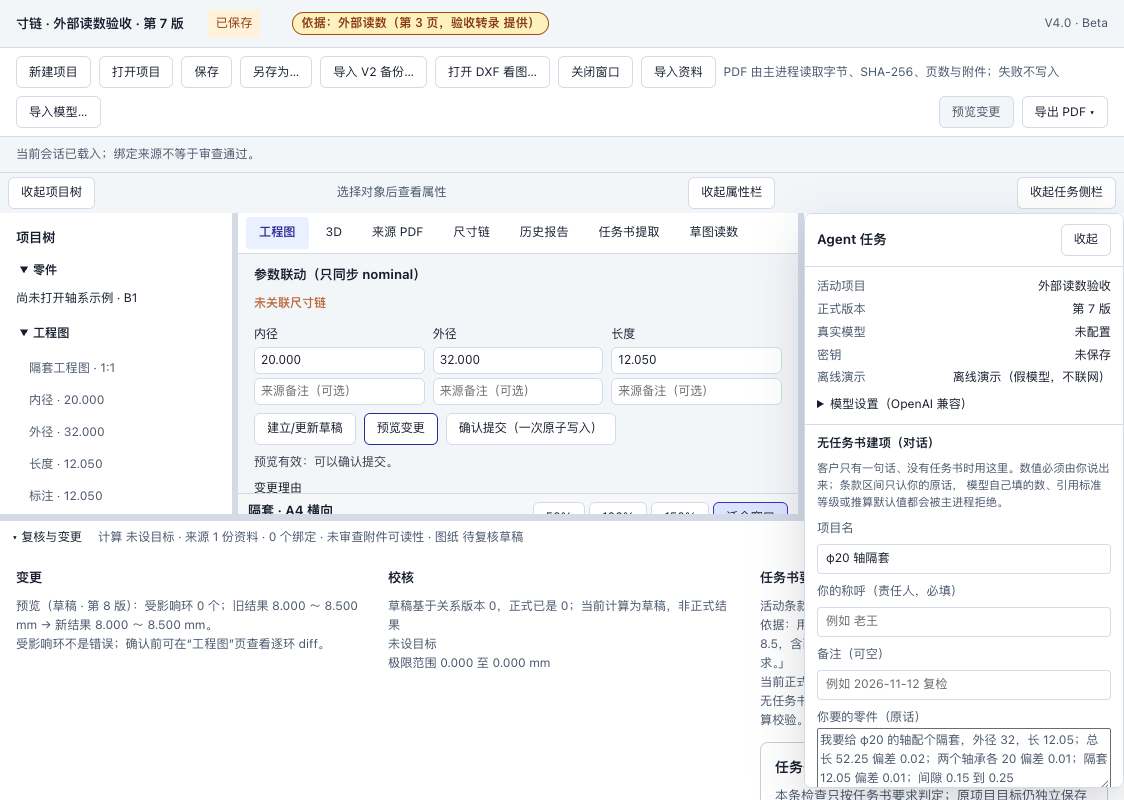 寸链 · 外部读数验收 · 第 7 版
已保存
依据：外部读数（第 3 页，验收转录 提供）
V4.0 · Beta
新建项目
打开项目
保存
另存为…
导入 V2 备份…
打开 DXF 看图…
关闭窗口
导入资料
PDF 由主进程读取字节、SHA-256、页数与附件；失败不写入
导入模型…
预览变更
导出 PDF ▾
当前会话已载入；绑定来源不等于审查通过。
收起项目树
选择对象后查看属性
收起属性栏
收起任务侧栏
项目树
▼ 零件
尚未打开轴系示例 · B1
▼ 工程图
隔套工程图 · 1:1
内径 · 20.000
外径 · 32.000
长度 · 12.050
标注 · 12.050
工程图
3D
来源 PDF
尺寸链
历史报告
任务书提取
草图读数
参数联动（只同步 nominal）
未关联尺寸链
内径
外径
长度
20.000
32.000
12.050
来源备注（可选）
来源备注（可选）
来源备注（可选）
建立/更新草稿
预览变更
确认提交（一次原子写入）
预览有效：可以确认提交。
变更理由
隔套 · A4 横向
50%
100%
150%
适合窗口
Agent 任务
收起
活动项目
外部读数验收
正式版本
第 7 版
真实模型
未配置
密钥
未保存
离线演示
离线演示（假模型，不联网）
▶ 模型设置（OpenAI 兼容）
无任务书建项（对话）
客户只有一句话、没有任务书时用这里。数值必须由你说出
来；条款区间只认你的原话， 模型自己填的数、引用标准
等级或推算默认值都会被主进程拒绝。
项目名
φ20 轴隔套
你的称呼（责任人，必填）
例如 老王
备注（可空）
例如 2026-11-12 复检
你要的零件（原话）
我要给 φ20 的轴配个隔套，外径 32，长 12.05；总
长 52.25 偏差 0.02；两个轴承各 20 偏差 0.01；隔套
12.05 偏差 0.01；间隙 0.15 到 0.25
▾ 复核与变更
计算 未设目标 · 来源 1 份资料 · 0 个绑定 · 未审查附件可读性 · 图纸 待复核草稿
变更
预览（草稿 · 第 8 版）：受影响环 0 个；旧结果 8.000 ～ 8.500
mm → 新结果 8.000 ～ 8.500 mm。
受影响环不是错误；确认前可在“工程图”页查看逐环 diff。
校核
草稿基于关系版本 0，正式已是 0；当前计算为草稿，非正式结
果
未设目标
极限范围 0.000 至 0.000 mm
任务书要
活动条款
依据：用
8.5，含
求。」
当前正式
无任务书
算校验。
任务
本条检查只按任务书要求判定；原项目目标仍独立保存